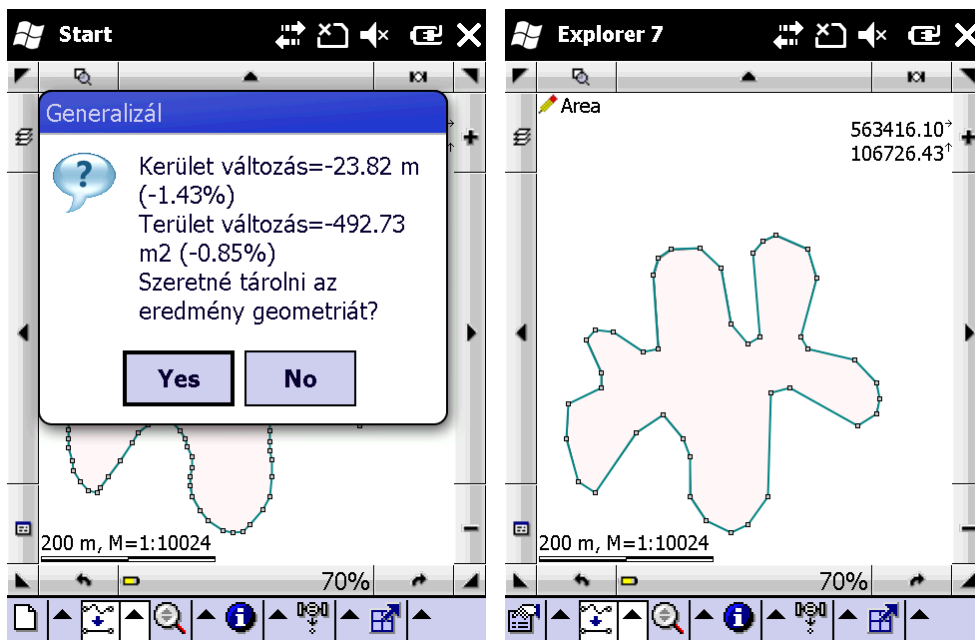 Start
Generalizál
Kerület változás=-23.82 m
(-1.43%)
Terület változás=-492.73
m2 (-0.85%)
Szeretné tárolni az
eredmény geometriát?
Yes
No
200 m, M=1:10024
70%
Explorer 7
Area
563416.10
106726.43
200 m, M=1:10024
70%